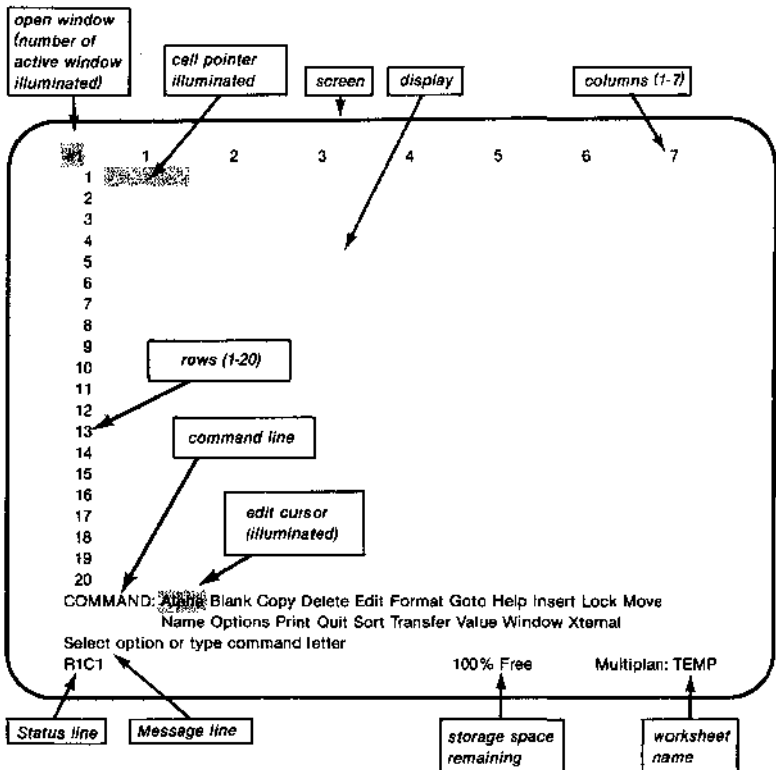 open window
(number of
active window
illuminated)
cell pointer
illuminated
screen
display
columns (1-7)
#1 1 2 3 4 5 6 7
1
2
3
4
5
6
7
8
9
10
11
12
13
14
15
16
17
18
19
20
rows (1-20)
command line
edit cursor
(illuminated)
COMMAND: Alpha Blank Copy Delete Edit Format Goto Help Insert Lock Move
Name Options Print Quit Sort Transfer Value Window Xternal
Select option or type command letter
R1C1 100% Free Multiplan: TEMP
Status line
Message line
storage space
remaining
worksheet
name